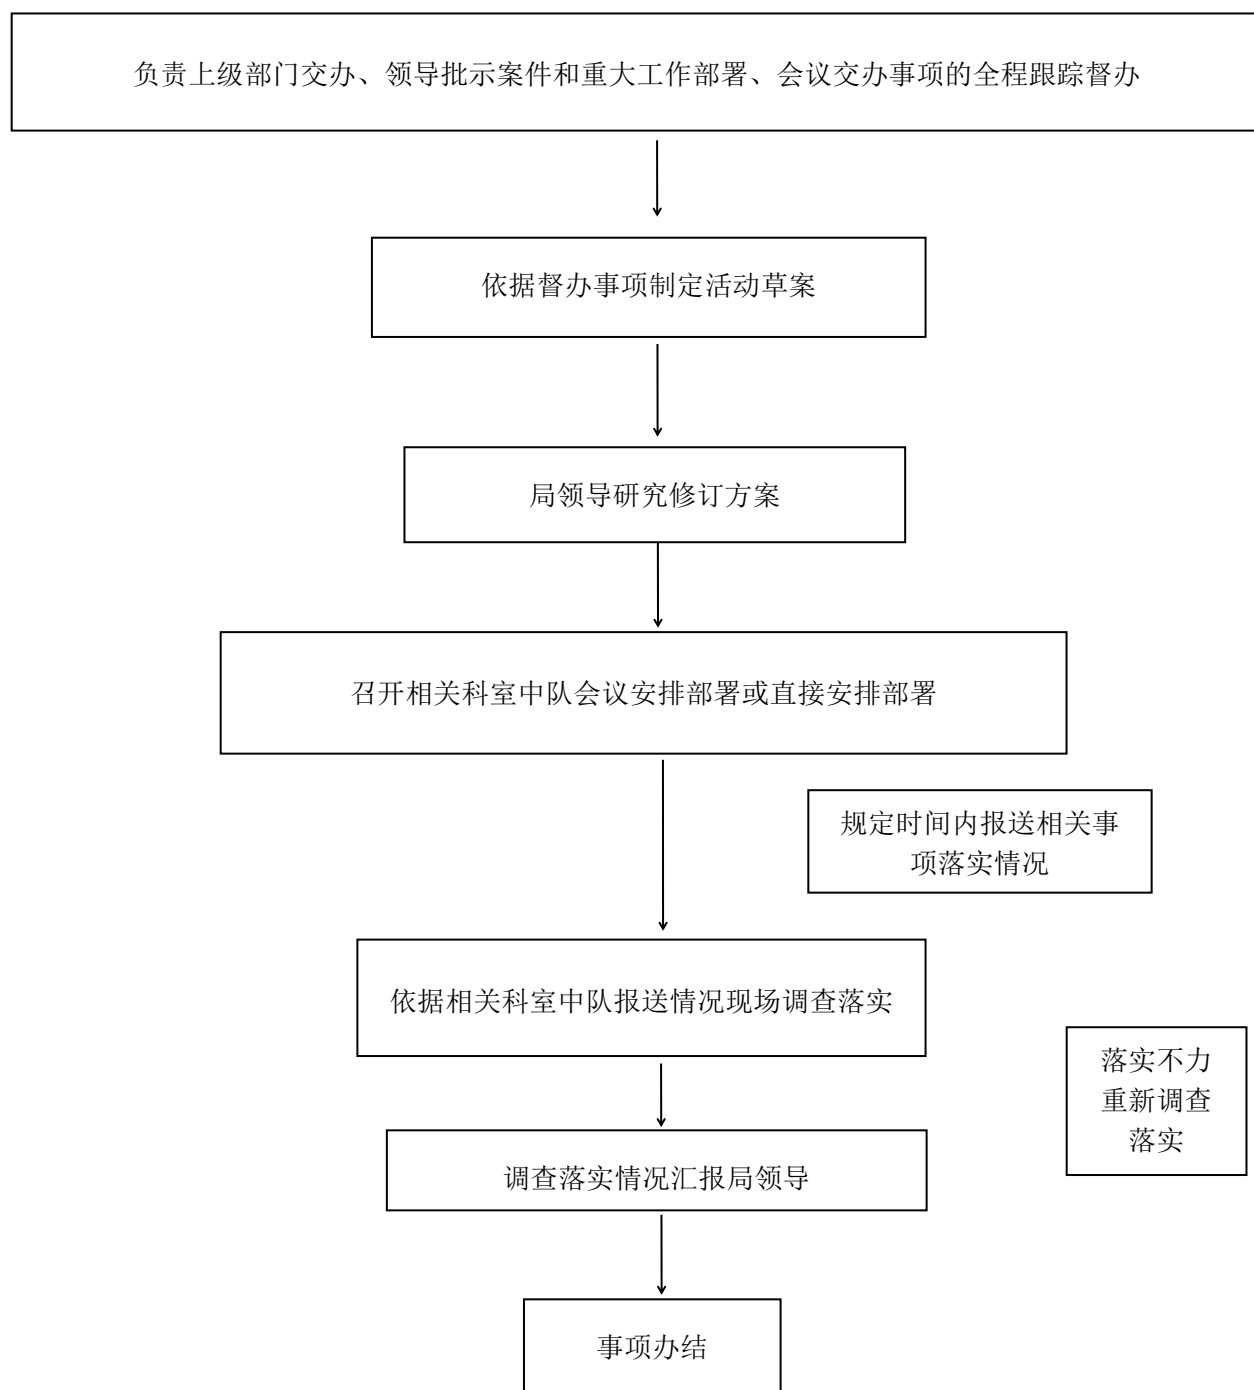 负责上级部门交办、领导批示案件和重大工作部署、会议交办事项的全程跟踪督办
依据督办事项制定活动草案
局领导研究修订方案
召开相关科室中队会议安排部署或直接安排部署
规定时间内报送相关事
项落实情况
依据相关科室中队报送情况现场调查落实
落实不力
重新调查
落实
调查落实情况汇报局领导
事项办结